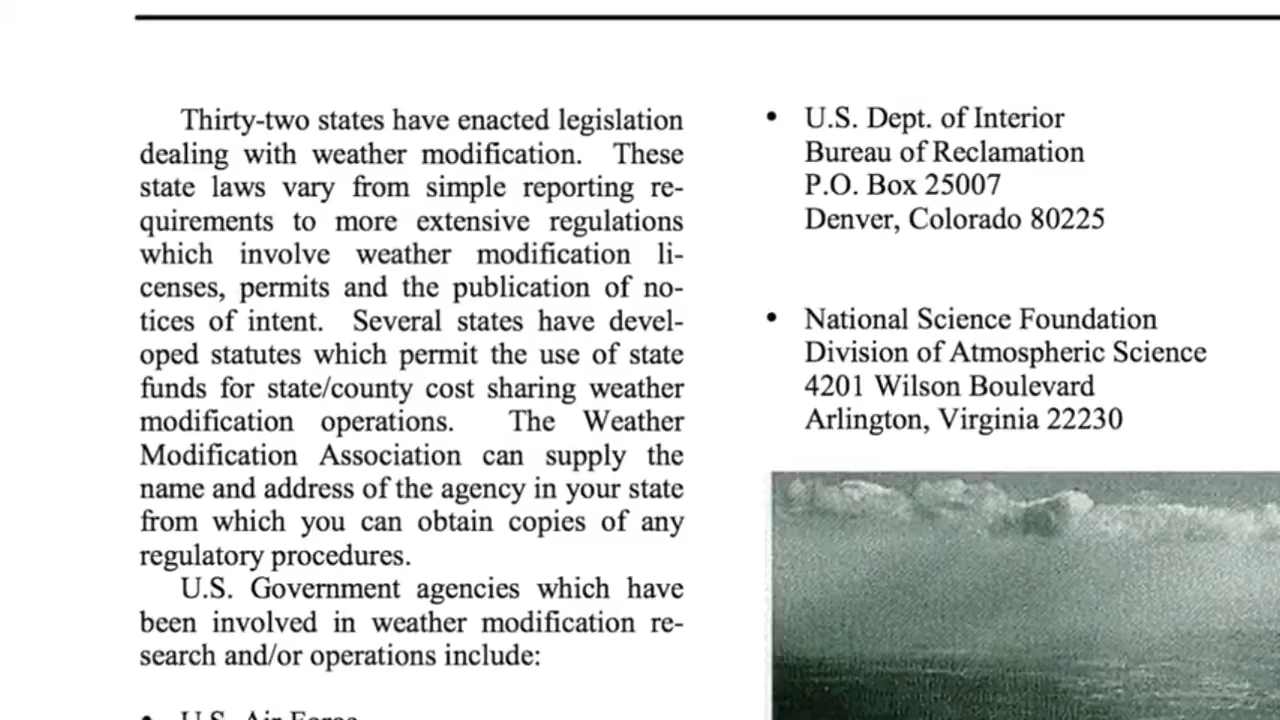 Thirty-two states have enacted legislation
dealing with weather modification. These
state laws vary from simple reporting re-
quirements to more extensive regulations
which involve weather modification li-
censes, permits and the publication of no-
tices of intent. Several states have devel-
oped statutes which permit the use of state
funds for state/county cost sharing weather
modification operations. The Weather
Modification Association can supply the
name and address of the agency in your state
from which you can obtain copies of any
regulatory procedures.
U.S. Government agencies which have
been involved in weather modification re-
search and/or operations include:
• U.S. Air Force
• U.S. Dept. of Interior
Bureau of Reclamation
P.O. Box 25007
Denver, Colorado 80225
• National Science Foundation
Division of Atmospheric Science
4201 Wilson Boulevard
Arlington, Virginia 22230